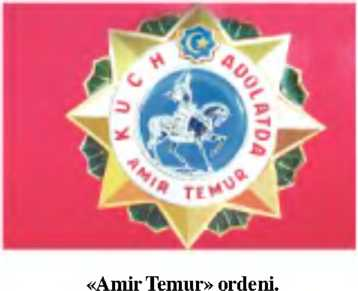 KUCH ADOLATDA
AMIR TEMUR
«Amir Temur» ordeni.